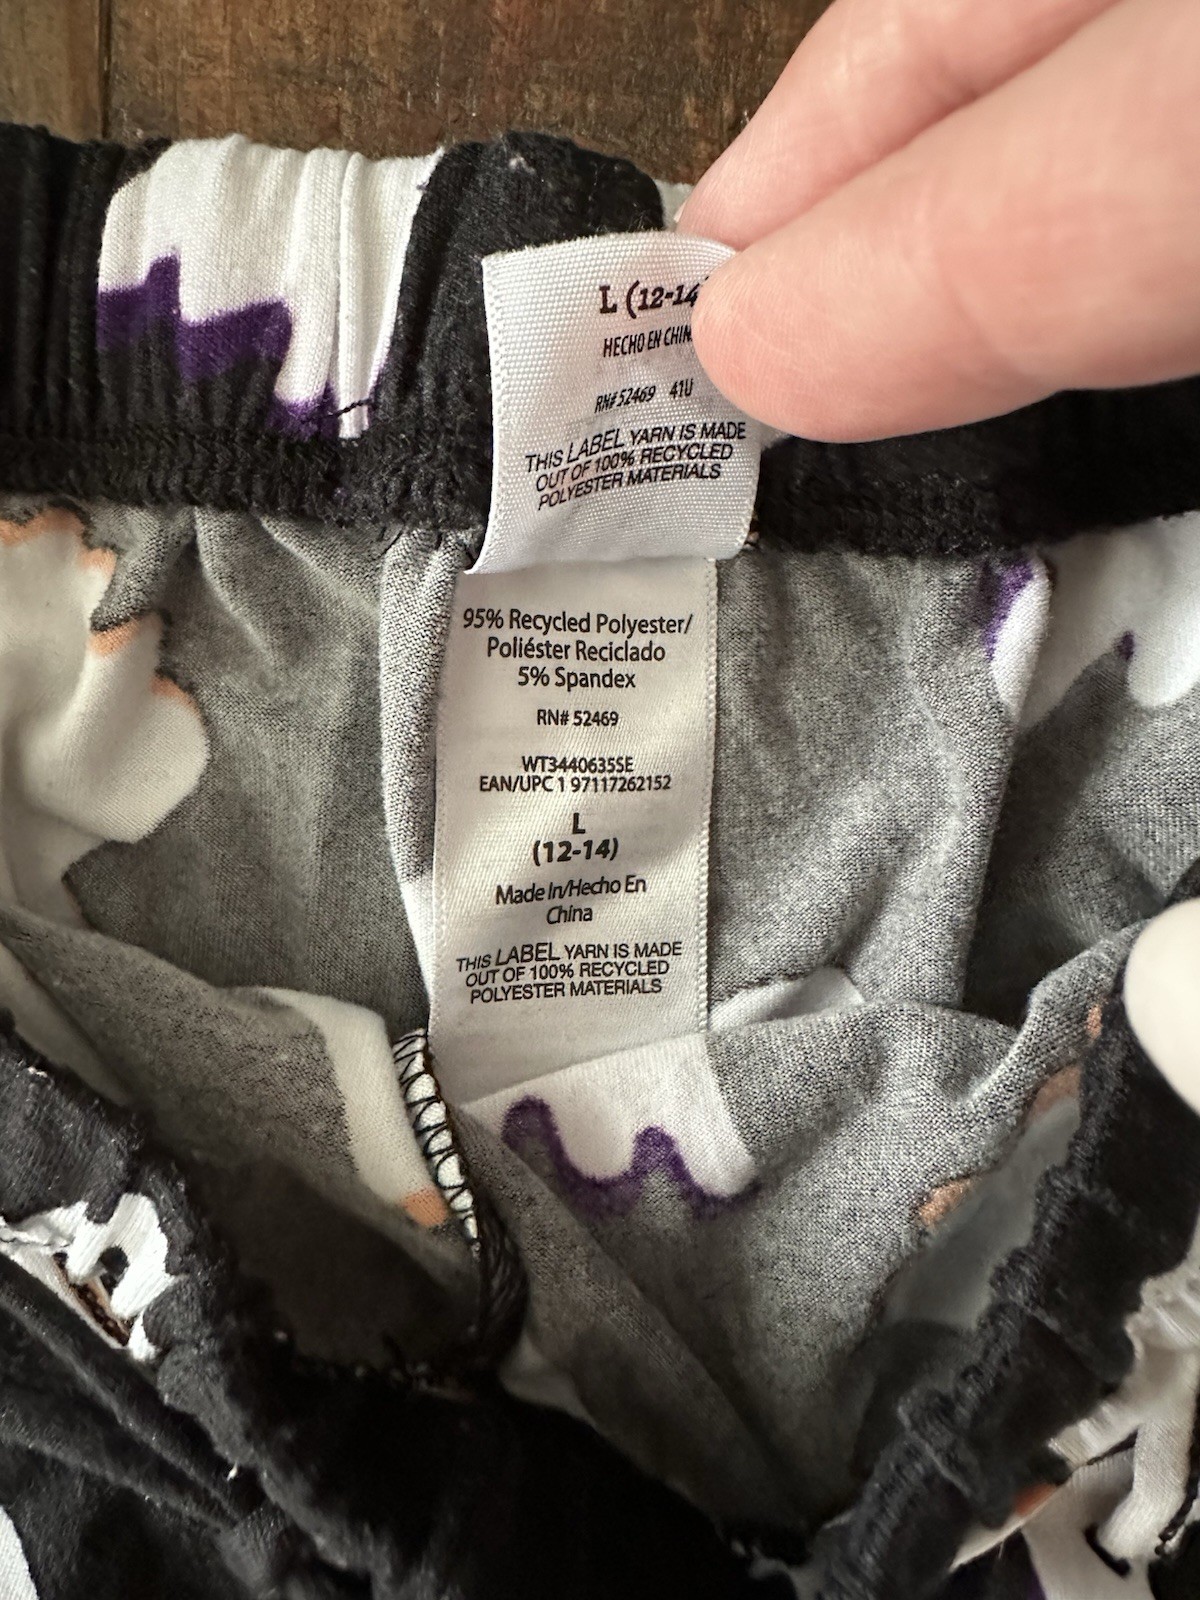 L (12-14
HECHO EN
RN# 52469 41U
THIS LABEL YARN IS MADE
OUT OF 100% RECYCLED
POLYESTER MATERIALS
95% Recycled Polyester/
Poliéster Reciclado
5% Spandex
RN# 52469
WT3440635SE
EAN/UPC 1 97117262152
L
(12-14)
Made In/Hecho En
China
THIS LABEL YARN IS MADE
OUT OF 100% RECYCLED
POLYESTER MATERIALS